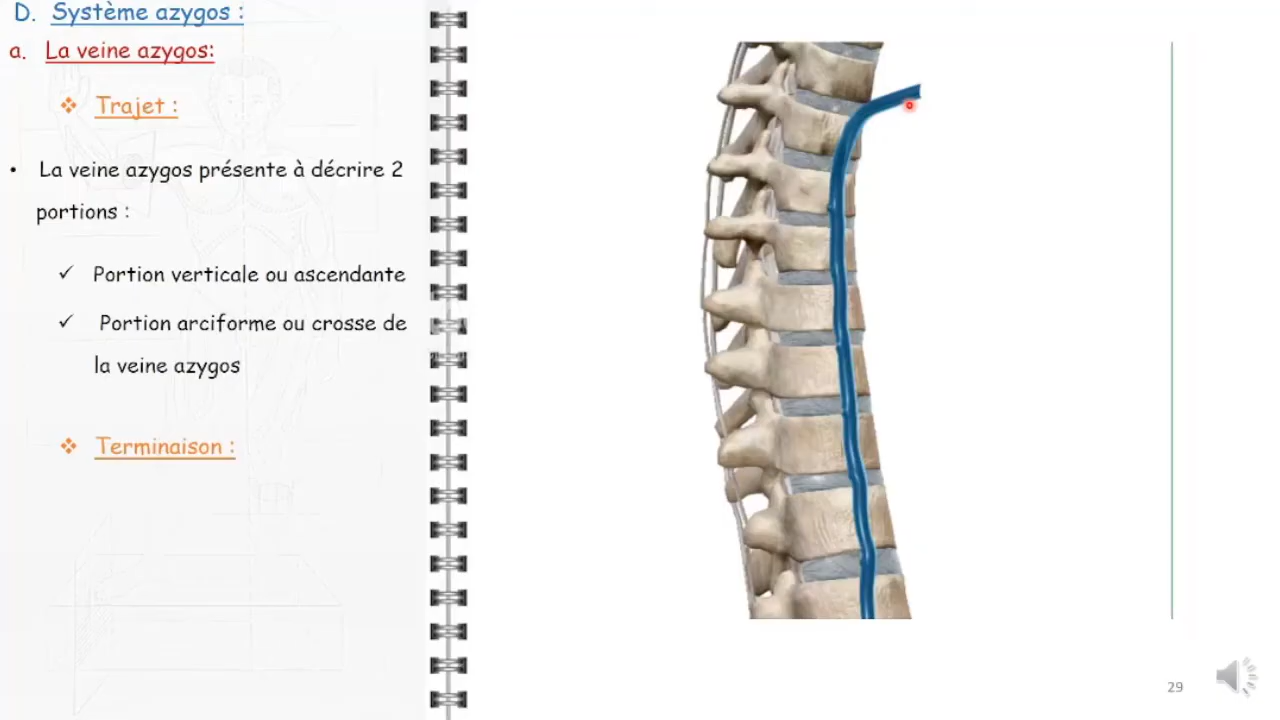 D. Système azygos :
a. La veine azygos:
❖ Trajet :
• La veine azygos présente à décrire 2
portions :
✓ Portion verticale ou ascendante
✓ Portion arciforme ou crosse de
la veine azygos
❖ Terminaison :
29